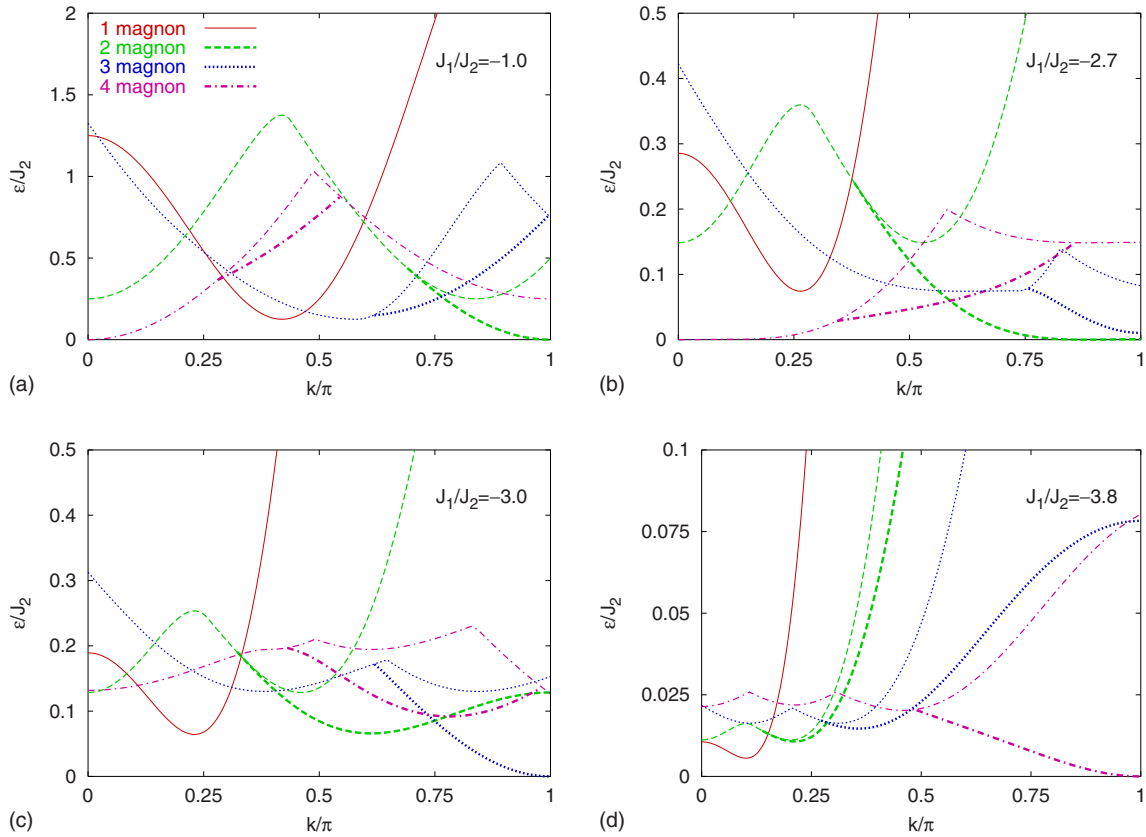 2
1 magnon
2 magnon
3 magnon
4 magnon
J1/J2=−1.0
1.5
1
0.5
0
ε/J2
0 0.25 0.5 0.75 1
k/π
(a)
0.5
J1/J2=−2.7
0.4
0.3
0.2
0.1
0
ε/J2
0 0.25 0.5 0.75 1
k/π
(b)
0.5
J1/J2=−3.0
0.4
0.3
0.2
0.1
0
ε/J2
0 0.25 0.5 0.75 1
k/π
(c)
0.1
J1/J2=−3.8
0.075
0.05
0.025
0
ε/J2
0 0.25 0.5 0.75 1
k/π
(d)